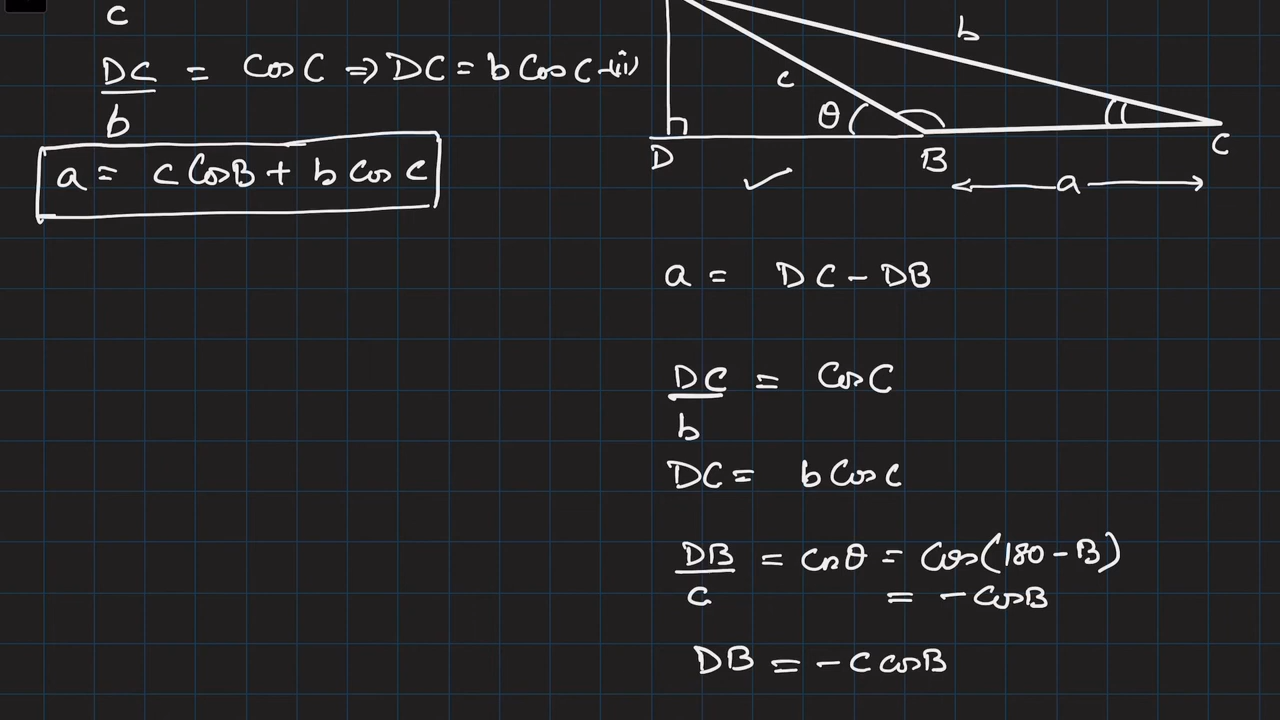 c
DC = Cos C ⇒ DC = b Cos C -(ii)
b
a = c Cos B + b Cos C
b
c
θ
D
B
C
a
a = DC - DB
DC = Cos C
b
DC = b Cos C
DB = Cos θ = Cos(180 - B)
c = - Cos B
DB = - c Cos B